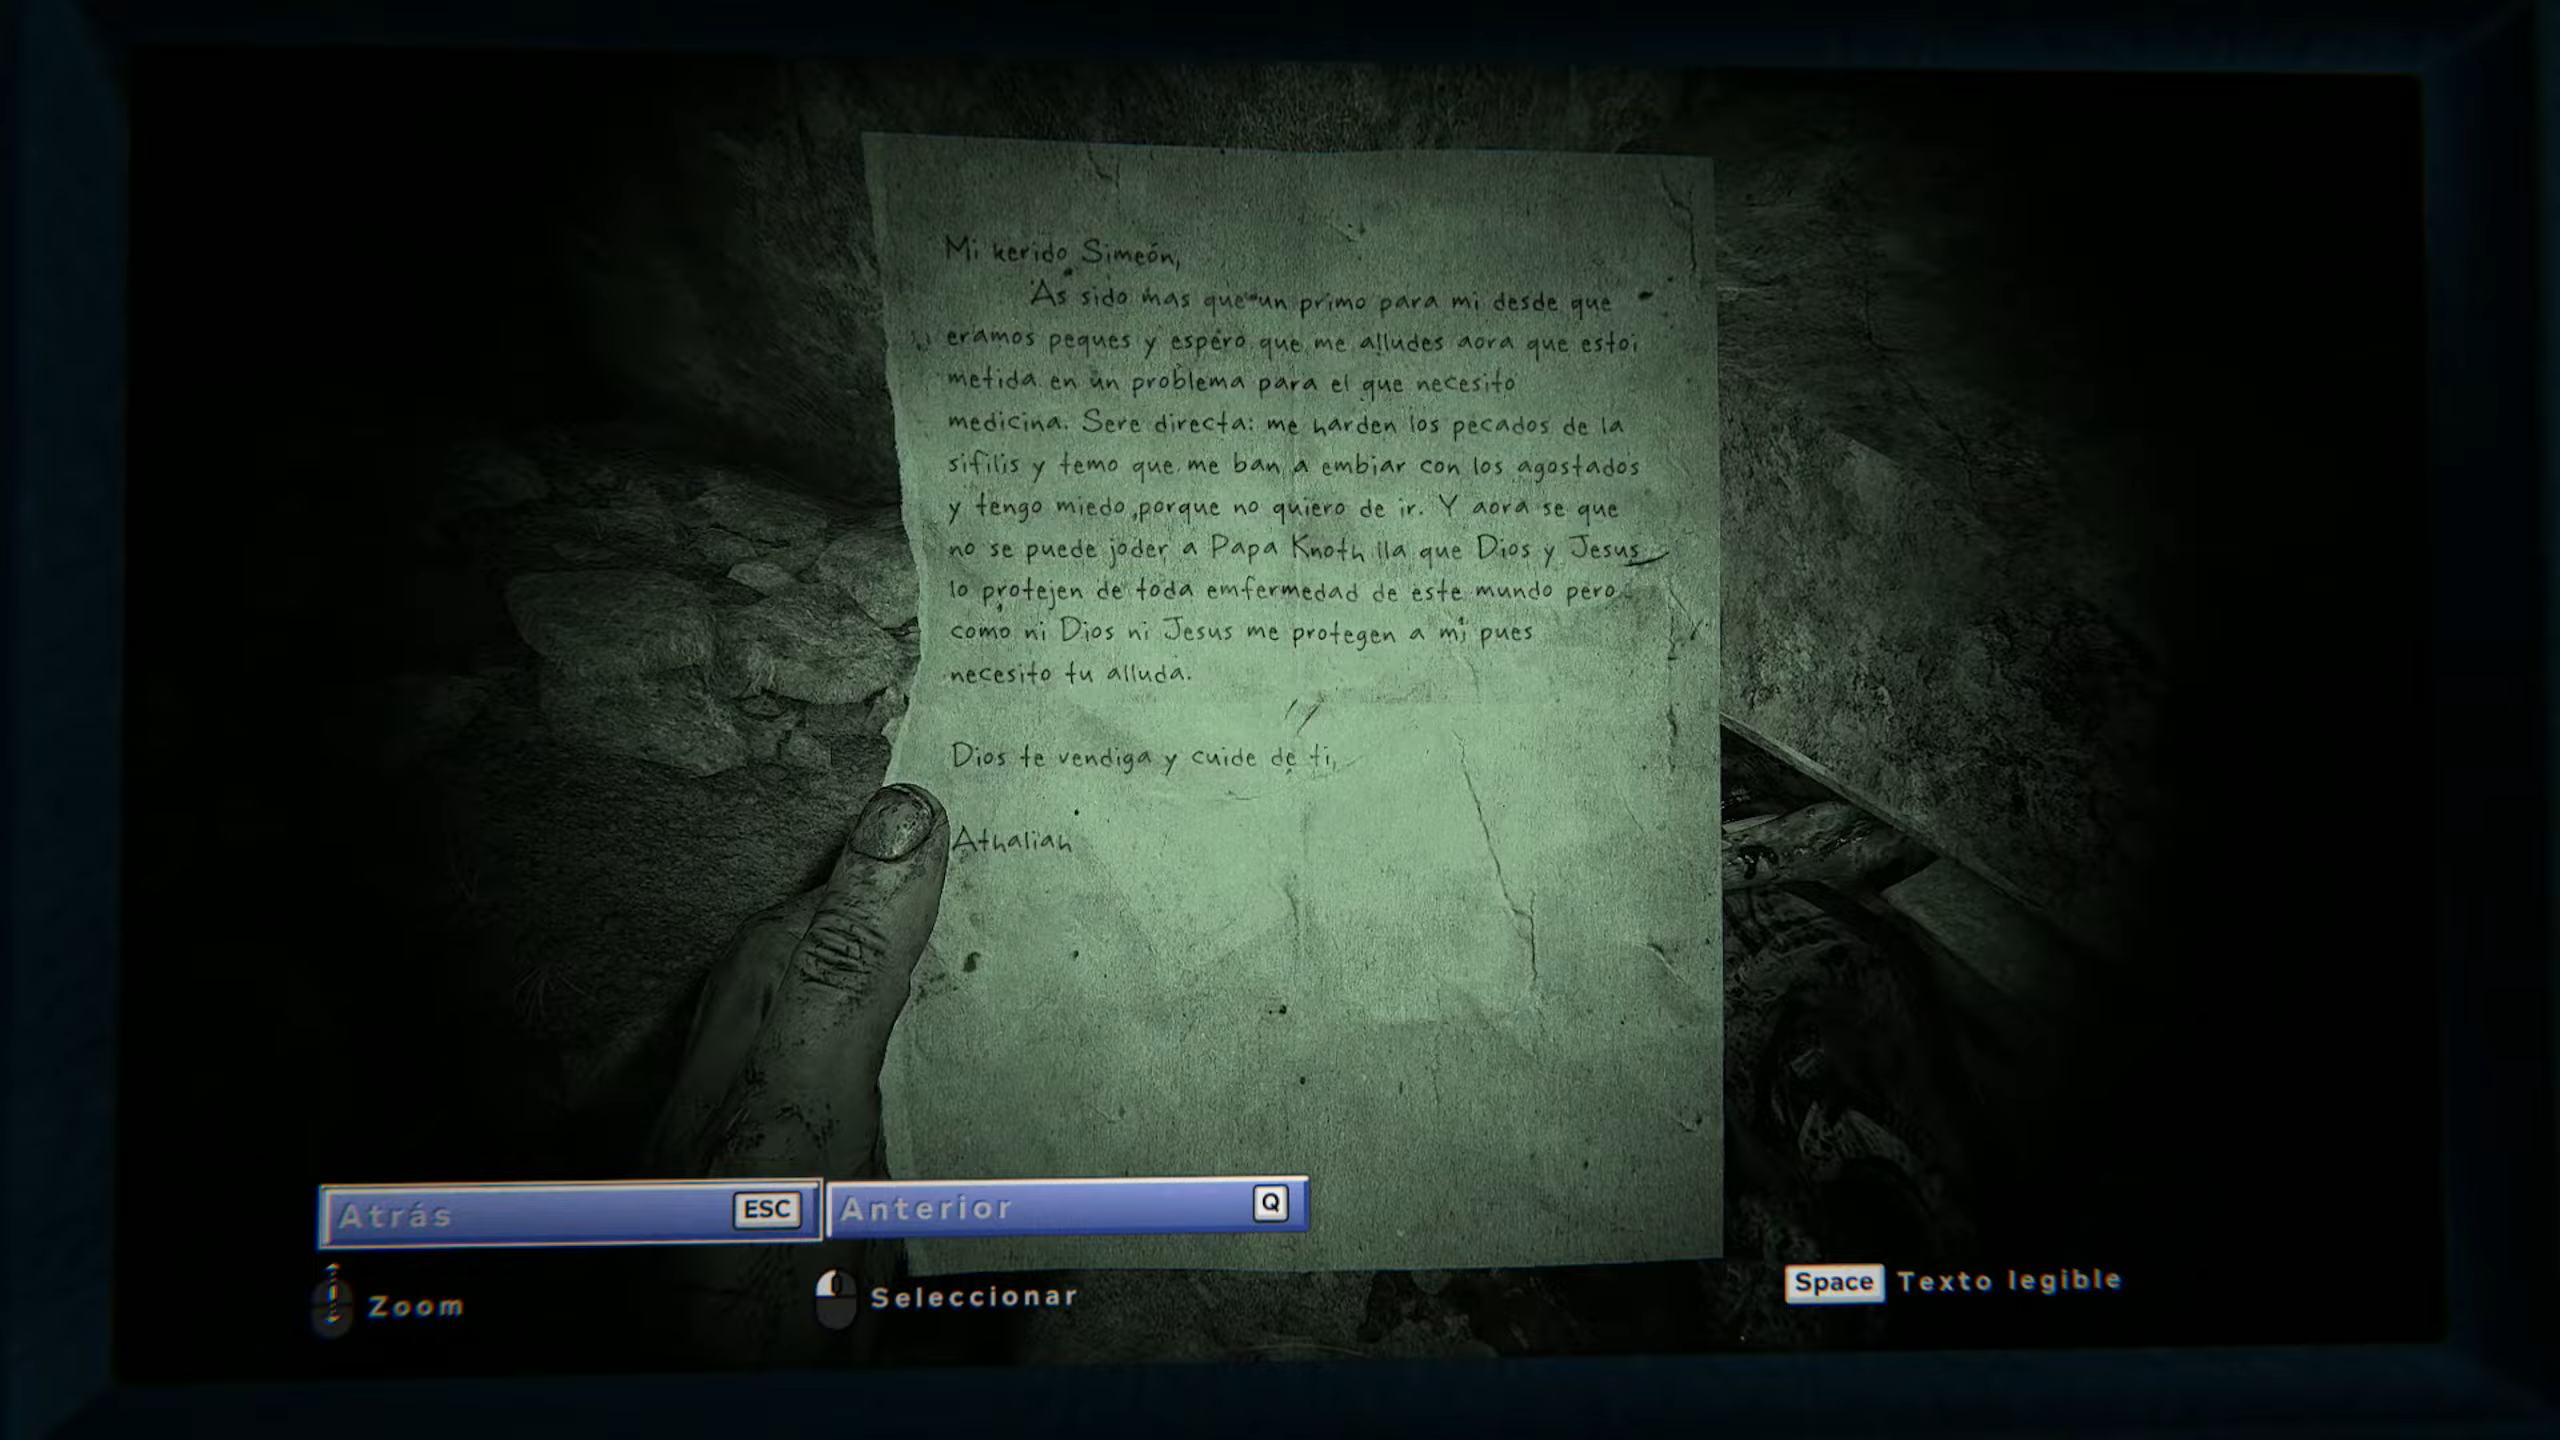 Mi kerido Simeón,
As sido mas que un primo para mi desde que
eramos peques y espero que me alludes aora que estoi
metida en un problema para el que necesito
medicina. Sere directa: me harden los pecados de la
sifilis y temo que me ban a embiar con los agostados
y tengo miedo, porque no quiero de ir. Y aora se que
no se puede joder a Papa Knoth lla que Dios y Jesus
lo protejen de toda emfermedad de este mundo pero
como ni Dios ni Jesus me protegen a mi pues
necesito tu alluda.
Dios te vendiga y cuide de ti,
Athaliah
Atrás ESC Anterior Q
Zoom Seleccionar Space Texto legible